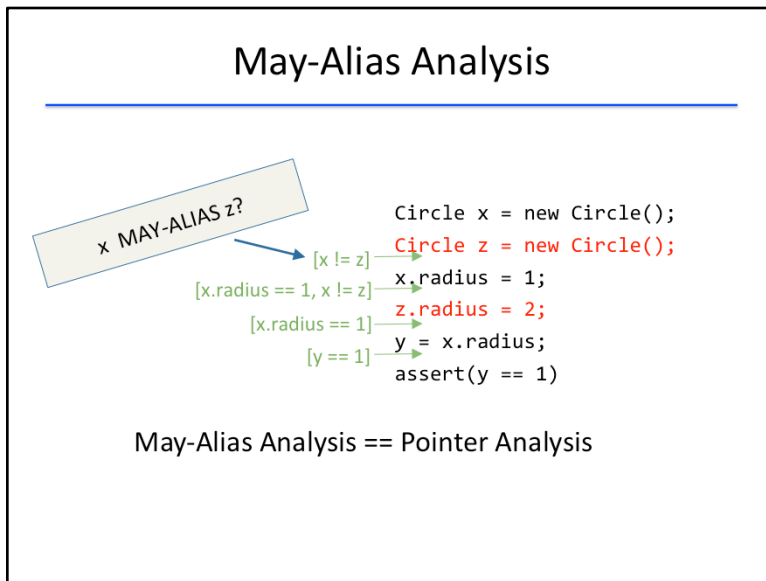 May-Alias Analysis
x MAY-ALIAS z?
Circle x = new Circle();
Circle z = new Circle();
[x != z]
x.radius = 1;
[x.radius == 1, x != z]
z.radius = 2;
[x.radius == 1]
y = x.radius;
[y == 1]
assert(y == 1)
May-Alias Analysis == Pointer Analysis